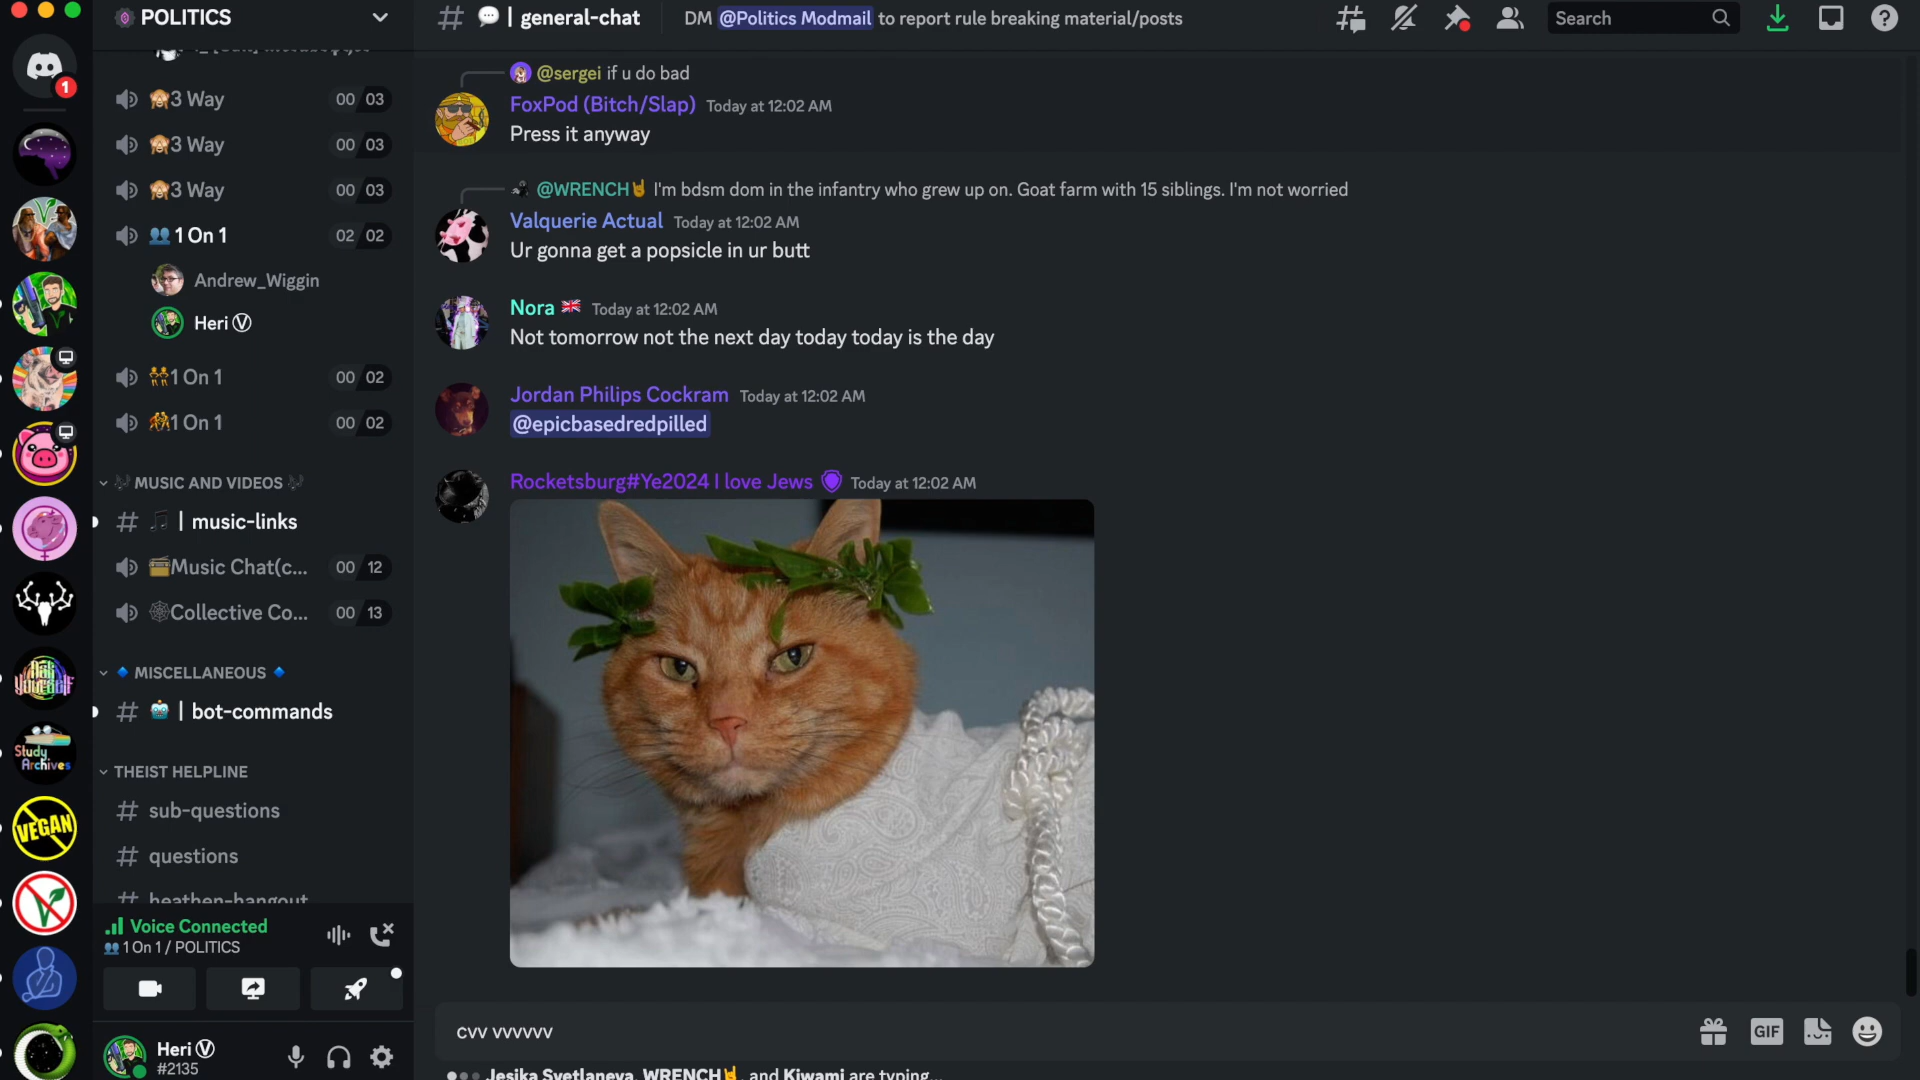 POLITICS
3 Way 00 03
3 Way 00 03
3 Way 00 03
1 On 1 02 02
Andrew_Wiggin
Heri Ⓥ
1 On 1 00 02
1 On 1 00 02
MUSIC AND VIDEOS
| music-links
Music Chat(c... 00 12
Collective Co... 00 13
MISCELLANEOUS
| bot-commands
THEIST HELPLINE
sub-questions
questions
heathen-hangout
Voice Connected
1 On 1 / POLITICS
Heri Ⓥ
#2135
1
Ask Yourself
Study
Archives
VEGAN
| general-chat
DM @Politics Modmail to report rule breaking material/posts
Search
@sergei if u do bad
FoxPod (Bitch/Slap) Today at 12:02 AM
Press it anyway
@WRENCH🤘 I'm bdsm dom in the infantry who grew up on. Goat farm with 15 siblings. I'm not worried
Valquerie Actual Today at 12:02 AM
Ur gonna get a popsicle in ur butt
Nora 🇬🇧 Today at 12:02 AM
Not tomorrow not the next day today today is the day
Jordan Philips Cockram Today at 12:02 AM
@epicbasedredpilled
Rocketsburg#Ye2024 I love Jews Today at 12:02 AM
cvv vvvvvv
GIF
Jesika Svetlaneva, WRENCH🤘, and Kiwami are typing...